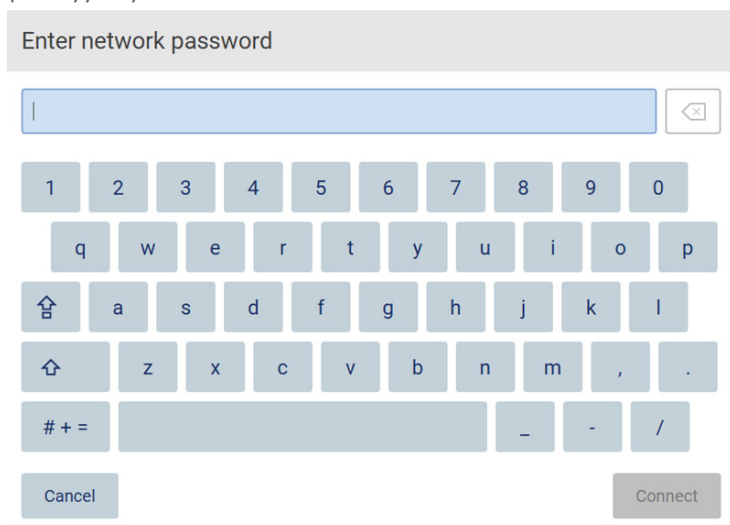 Enter network password
1 2 3 4 5 6 7 8 9 0
q w e r t y u i o p
a s d f g h j k l
z x c v b n m , .
# + = _ - /
Cancel Connect